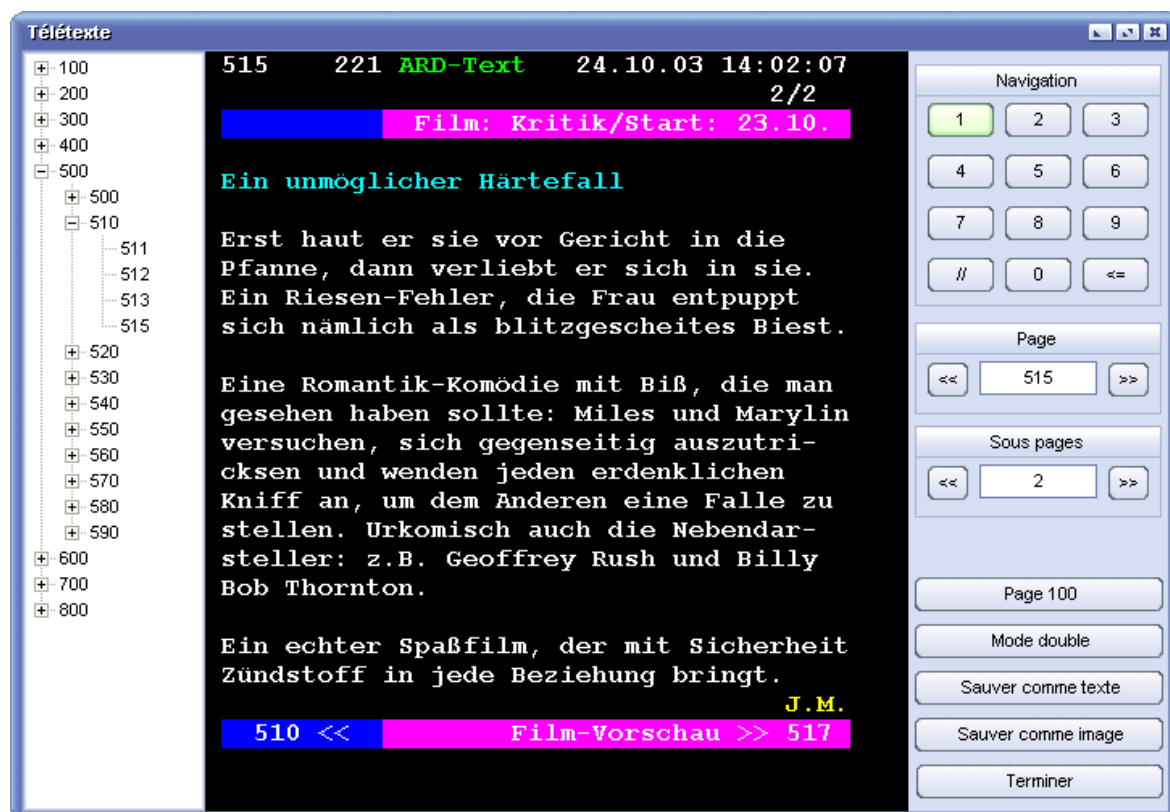 Télétexte
100
200
300
400
500
500
510
511
512
513
515
520
530
540
550
560
570
580
590
600
700
800
515 221 ARD-Text 24.10.03 14:02:07
2/2
Film: Kritik/Start: 23.10.
Ein unmöglicher Härtefall
Erst haut er sie vor Gericht in die
Pfanne, dann verliebt er sich in sie.
Ein Riesen-Fehler, die Frau entpuppt
sich nämlich als blitzgescheites Biest.
Eine Romantik-Komödie mit Biß, die man
gesehen haben sollte: Miles und Marylin
versuchen, sich gegenseitig auszutri-
cksen und wenden jeden erdenklichen
Kniff an, um dem Anderen eine Falle zu
stellen. Urkomisch auch die Nebendar-
steller: z.B. Geoffrey Rush und Billy
Bob Thornton.
Ein echter Spaßfilm, der mit Sicherheit
Zündstoff in jede Beziehung bringt.
J.M.
510 << Film-Vorschau >> 517
Navigation
1 2 3
4 5 6
7 8 9
// 0 <=
Page
<< 515 >>
Sous pages
<< 2 >>
Page 100
Mode double
Sauver comme texte
Sauver comme image
Terminer